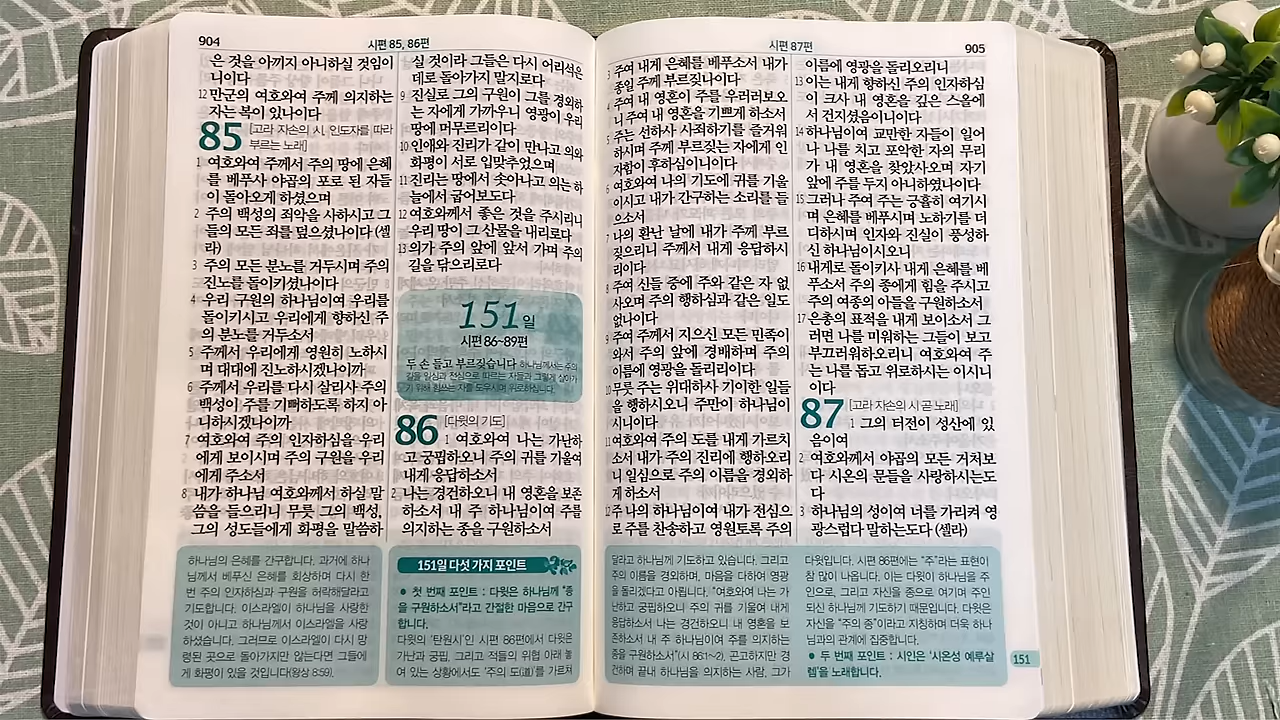 904
시편 85, 86편
은 것을 아끼지 아니하실 것임이
니이다
12 만군의 여호와여 주께 의지하는
자는 복이 있나이다
85 [고라 자손의 시, 인도자를 따라
부르는 노래]
1 여호와여 주께서 주의 땅에 은혜
를 베푸사 야곱의 포로 된 자들
이 돌아오게 하셨으며
2 주의 백성의 죄악을 사하시고 그
들의 모든 죄를 덮으셨나이다 (셀
라)
3 주의 모든 분노를 거두시며 주의
진노를 돌이키셨나이다
4 우리 구원의 하나님이여 우리를
돌이키시고 우리에게 향하신 주
의 분노를 거두소서
5 주께서 우리에게 영원히 노하시
며 대대에 진노하시겠나이까
6 주께서 우리를 다시 살리사 주의
백성이 주를 기뻐하도록 하지 아
니하시겠나이까
7 여호와여 주의 인자하심을 우리
에게 보이시며 주의 구원을 우리
에게 주소서
8 내가 하나님 여호와께서 하실 말
씀을 들으리니 무릇 그의 백성,
그의 성도들에게 화평을 말씀하
실 것이라 그들은 다시 어리석은
데로 돌아가지 말지로다
9 진실로 그의 구원이 그를 경외하
는 자에게 가까우니 영광이 우리
땅에 머무르리이다
10 인애와 진리가 같이 만나고 의와
화평이 서로 입맞추었으며
11 진리는 땅에서 솟아나고 의는 하
늘에서 굽어보도다
12 여호와께서 좋은 것을 주시리니
우리 땅이 그 산물을 내리로다
13 의가 주의 앞에 앞서 가며 주의
길을 닦으리로다
151일
시편 86~89편
두 손 들고 부르짖습니다 하나님께서는 주의
길을 일심과 전심으로 따르는 자들과 그렇게 살아가
기 위해 힘쓰는 자를 도우시며 위로하십니다.
86 [다윗의 기도]
1 여호와여 나는 가난하
고 궁핍하오니 주의 귀를 기울여
내게 응답하소서
2 나는 경건하오니 내 영혼을 보존
하소서 내 주 하나님이여 주를
의지하는 종을 구원하소서
하나님의 은혜를 간구합니다. 과거에 하나
님께서 베푸신 은혜를 회상하며 다시 한
번 주의 인자하심과 구원을 허락해달라고
기도합니다. 이스라엘이 하나님을 사랑한
것이 아니고 하나님께서 이스라엘을 사랑
하셨습니다. 그러므로 이스라엘이 다시 망
령된 곳으로 돌아가지만 않는다면 그들에
게 화평이 있을 것입니다(왕상 8:59).
151일 다섯 가지 포인트
● 첫 번째 포인트 : 다윗은 하나님께 "종
을 구원하소서"라고 간절한 마음으로 간구
합니다.
다윗의 '탄원시'인 시편 86편에서 다윗은
가난과 궁핍, 그리고 적들의 위협 아래 놓
여 있는 상황에서도 '주의 도(道)'를 가르쳐
시편 87편
905
3 주여 내게 은혜를 베푸소서 내가
종일 주께 부르짖나이다
4 주여 내 영혼이 주를 우러러보오
니 주여 내 영혼을 기쁘게 하소서
5 주는 선하사 사죄하기를 즐거워
하시며 주께 부르짖는 자에게 인
자함이 후하심이니이다
6 여호와여 나의 기도에 귀를 기울
이시고 내가 간구하는 소리를 들
으소서
7 나의 환난 날에 내가 주께 부르
짖으리니 주께서 내게 응답하시
리이다
8 주여 신들 중에 주와 같은 자 없
사오며 주의 행하심과 같은 일도
없나이다
9 주여 주께서 지으신 모든 민족이
와서 주의 앞에 경배하며 주의
이름에 영광을 돌리리이다
10 무릇 주는 위대하사 기이한 일들
을 행하시오니 주만이 하나님이
시니이다
11 여호와여 주의 도를 내게 가르치
소서 내가 주의 진리에 행하오리
니 일심으로 주의 이름을 경외하
게 하소서
12 주 나의 하나님이여 내가 전심으
로 주를 찬송하고 영원토록 주의
이름에 영광을 돌리오리니
13 이는 내게 향하신 주의 인자하심
이 크사 내 영혼을 깊은 스올에
서 건지셨음이니이다
14 하나님이여 교만한 자들이 일어
나 나를 치고 포악한 자의 무리
가 내 영혼을 찾았사오며 자기
앞에 주를 두지 아니하였나이다
15 그러나 주여 주는 긍휼히 여기시
며 은혜를 베푸시며 노하기를 더
디하시며 인자와 진실이 풍성하
신 하나님이시오니
16 내게로 돌이키사 내게 은혜를 베
푸소서 주의 종에게 힘을 주시고
주의 여종의 아들을 구원하소서
17 은총의 표적을 내게 보이소서 그
러면 나를 미워하는 그들이 보고
부끄러워하오리니 여호와여 주
는 나를 돕고 위로하시는 이시니
이다
87 [고라 자손의 시 곧 노래]
1 그의 터전이 성산에 있
음이여
2 여호와께서 야곱의 모든 거처보
다 시온의 문들을 사랑하시는도
다
3 하나님의 성이여 너를 가리켜 영
광스럽다 말하는도다 (셀라)
달라고 하나님께 기도하고 있습니다. 그리고
주의 이름을 경외하며, 마음을 다하여 영광
을 돌리겠다고 아룁니다. "여호와여 나는 가
난하고 궁핍하오니 주의 귀를 기울여 내게
응답하소서 나는 경건하오니 내 영혼을 보
존하소서 내 주 하나님이여 주를 의지하는
종을 구원하소서"(시 86:1~2). 곤고하지만 경
건하며 끝내 하나님을 의지하는 사람, 그가
다윗입니다. 시편 86편에는 "주"라는 표현이
참 많이 나옵니다. 이는 다윗이 하나님을 주
인으로, 그리고 자신을 종으로 여기며 주인
되신 하나님께 기도하기 때문입니다. 다윗은
자신을 "주의 종"이라고 지칭하며 더욱 하나
님과의 관계에 집중합니다.
● 두 번째 포인트 : 시인은 '시온성 예루살
렘'을 노래합니다.
151